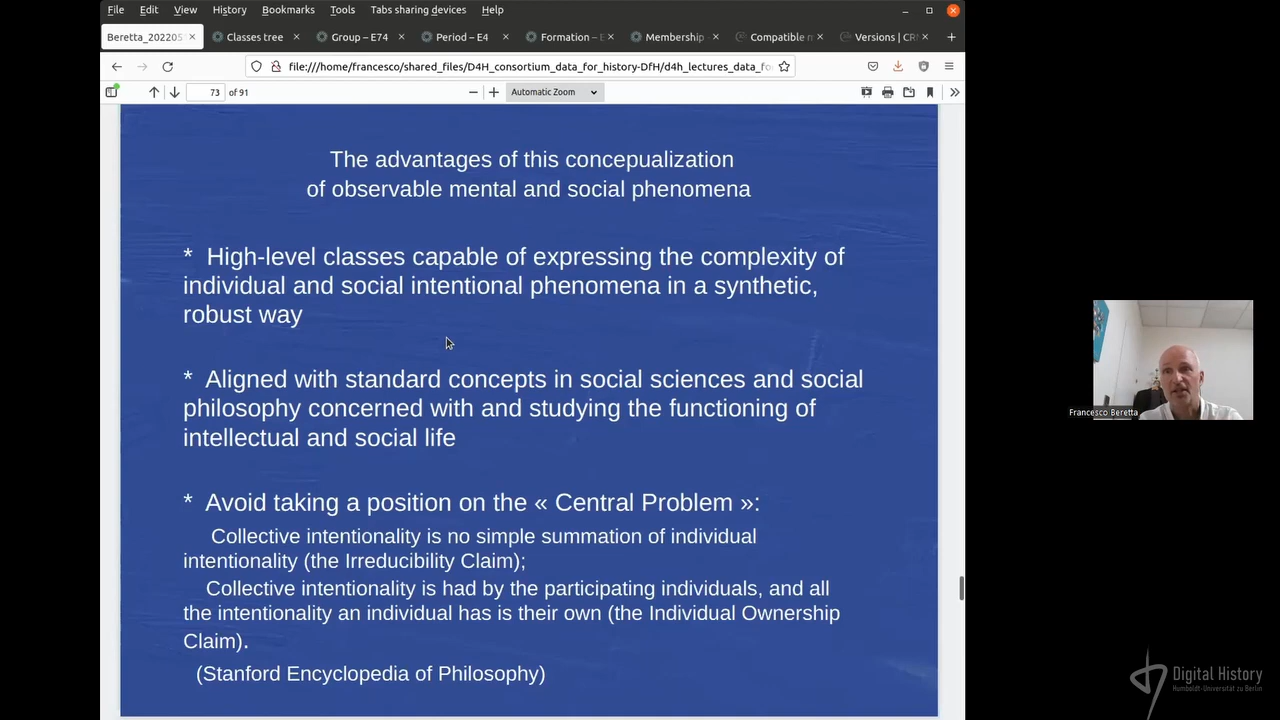 File Edit View History Bookmarks Tools Tabs sharing devices Help
Beretta_202205 Classes tree Group – E74 Period – E4 Formation – E Membership - Compatible m Versions | CR
file:///home/francesco/shared_files/D4H_consortium_data_for_history-DfH/d4h_lectures_data_fo
73 of 91 Automatic Zoom
The advantages of this concepualization
of observable mental and social phenomena
* High-level classes capable of expressing the complexity of
individual and social intentional phenomena in a synthetic,
robust way
* Aligned with standard concepts in social sciences and social
philosophy concerned with and studying the functioning of
intellectual and social life
* Avoid taking a position on the « Central Problem »:
Collective intentionality is no simple summation of individual
intentionality (the Irreducibility Claim);
Collective intentionality is had by the participating individuals, and all
the intentionality an individual has is their own (the Individual Ownership
Claim).
(Stanford Encyclopedia of Philosophy)
Francesco Beretta
Digital History
Humboldt-Universität zu Berlin